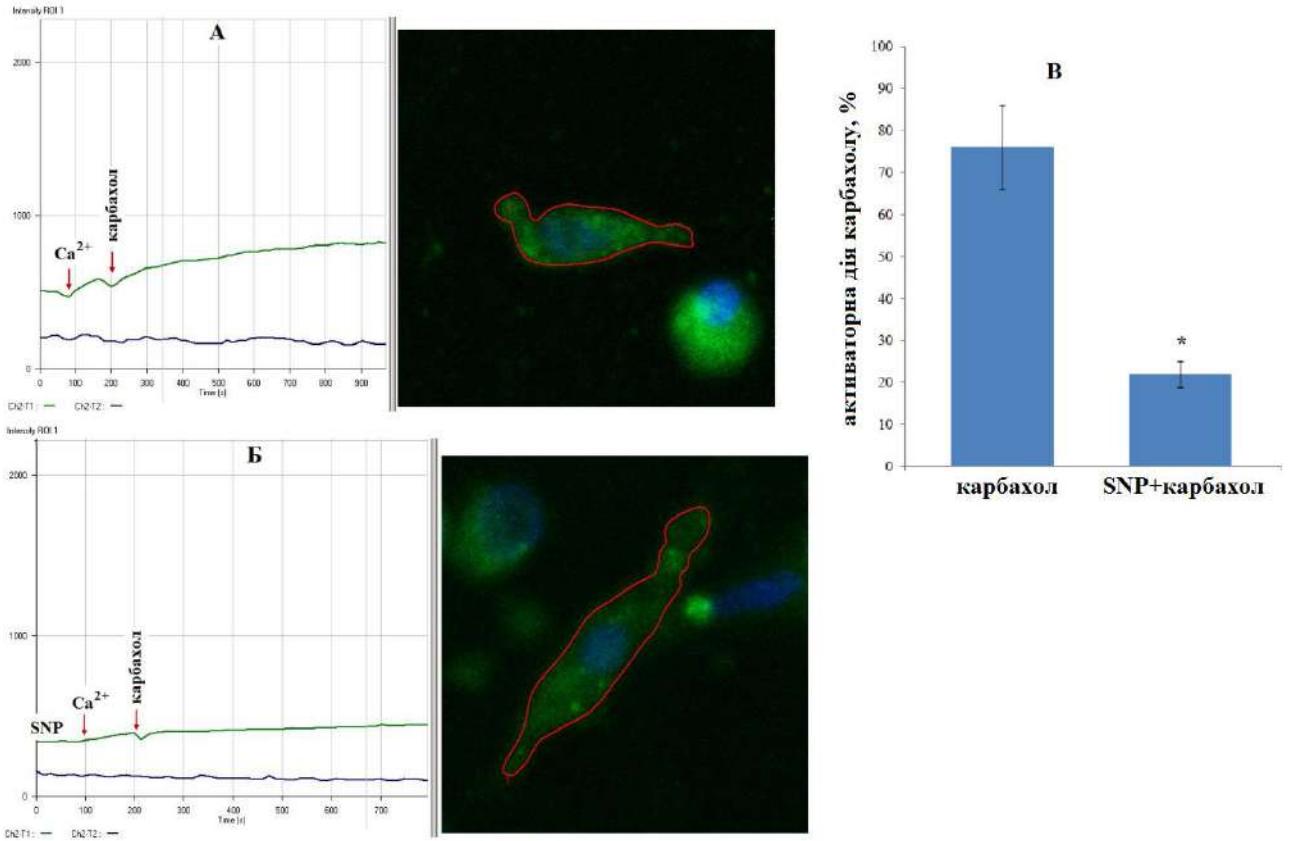 Intensity ROI 1
А
2000
1000
0
Ca²⁺
карбахол
0 100 200 300 400 500 600 700 800 900
Time (s)
Ch2-T1: Ch2-T2:
Intensity ROI 1
Б
2000
1000
0
SNP
Ca²⁺
карбахол
0 100 200 300 400 500 600 700
Time (s)
Ch2-T1: Ch2-T2:
В
активаторна дія карбахолу, %
100
90
80
70
60
50
40
30
20
10
0
*
карбахол SNP+карбахол